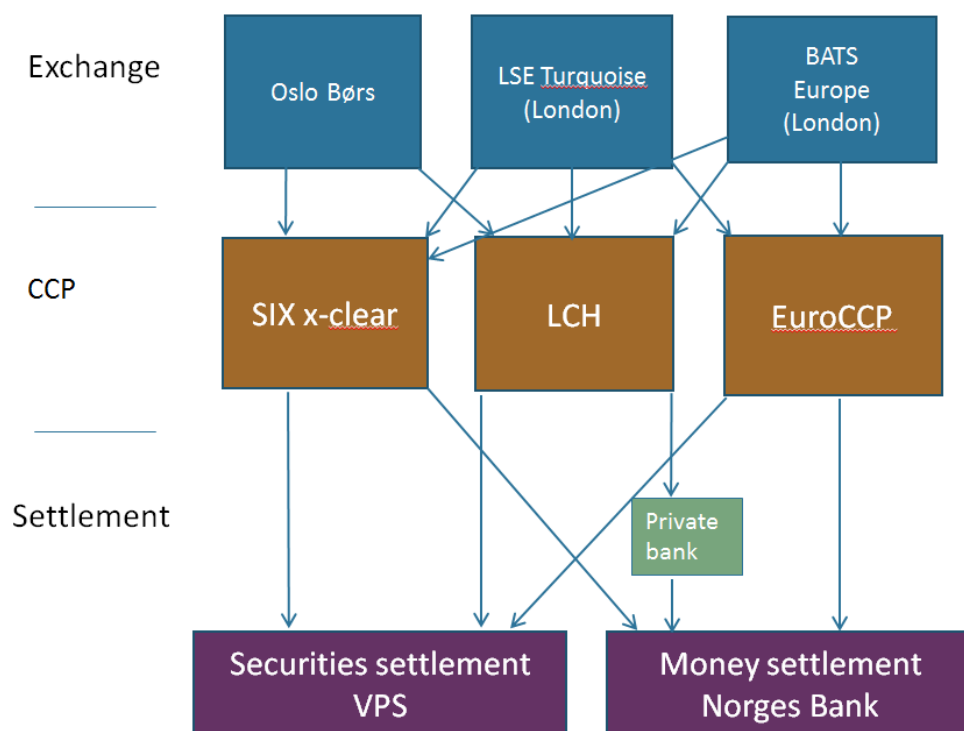 Exchange
Oslo Børs
LSE Turquoise
(London)
BATS
Europe
(London)
CCP
SIX x-clear
LCH
EuroCCP
Settlement
Private
bank
Securities settlement
VPS
Money settlement
Norges Bank